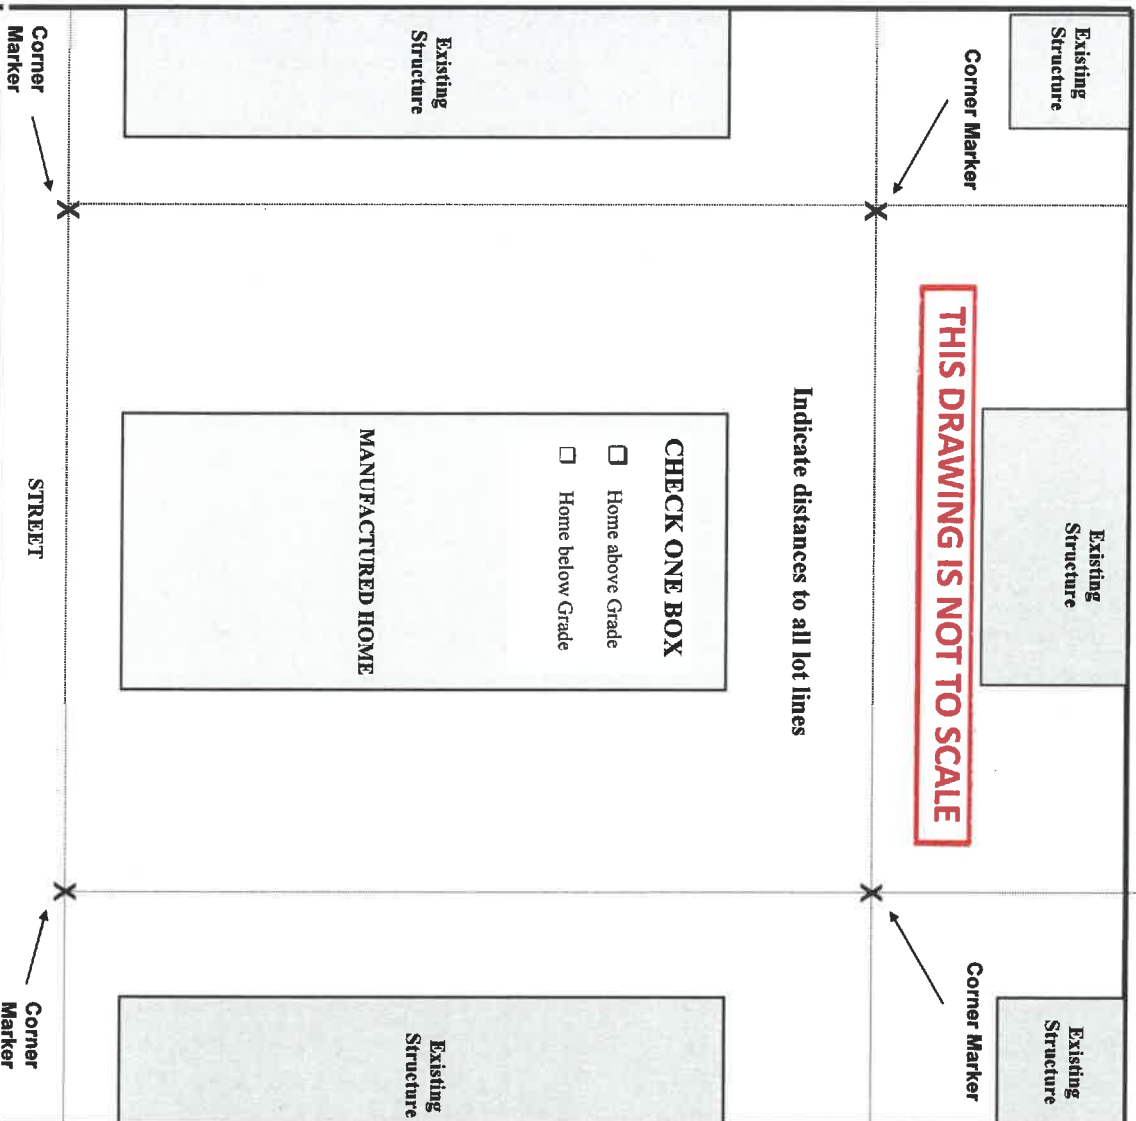 Existing
Structure
Existing
Structure
Existing
Structure
Corner Marker
THIS DRAWING IS NOT TO SCALE
Corner Marker
Indicate distances to all lot lines
CHECK ONE BOX
Home above Grade
Home below Grade
Existing
Structure
MANUFACTURED HOME
Existing
Structure
Corner
Marker
STREET
Corner
Marker